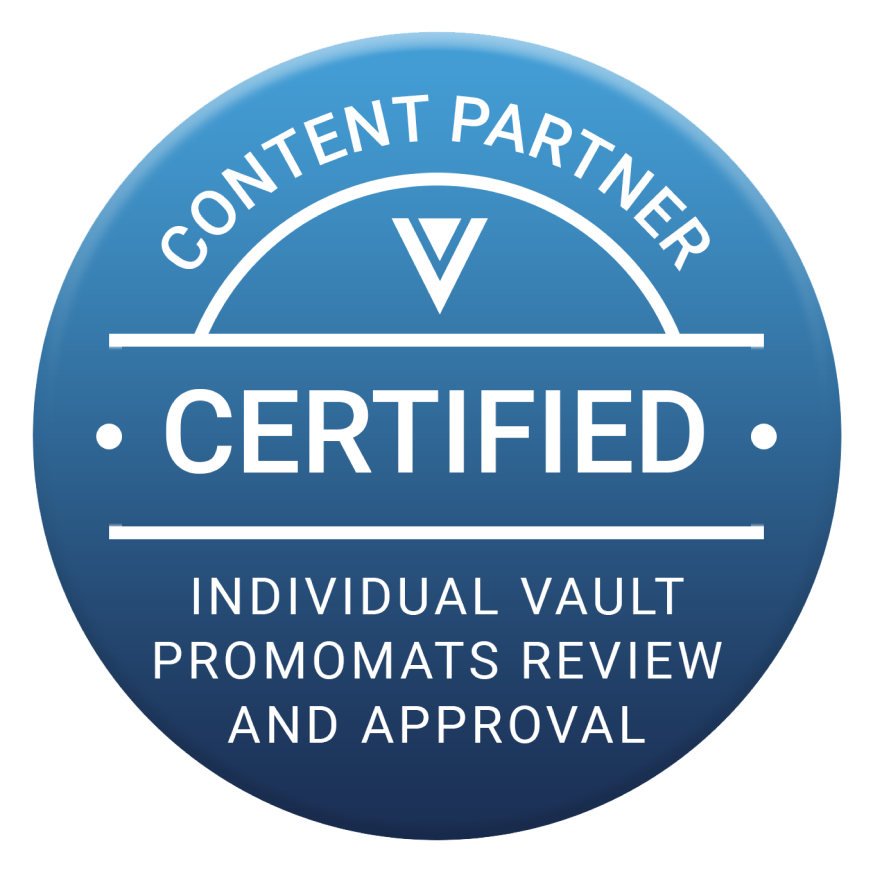 CONTENT PARTNER
CERTIFIED
INDIVIDUAL VAULT
PROMOMATS REVIEW
AND APPROVAL